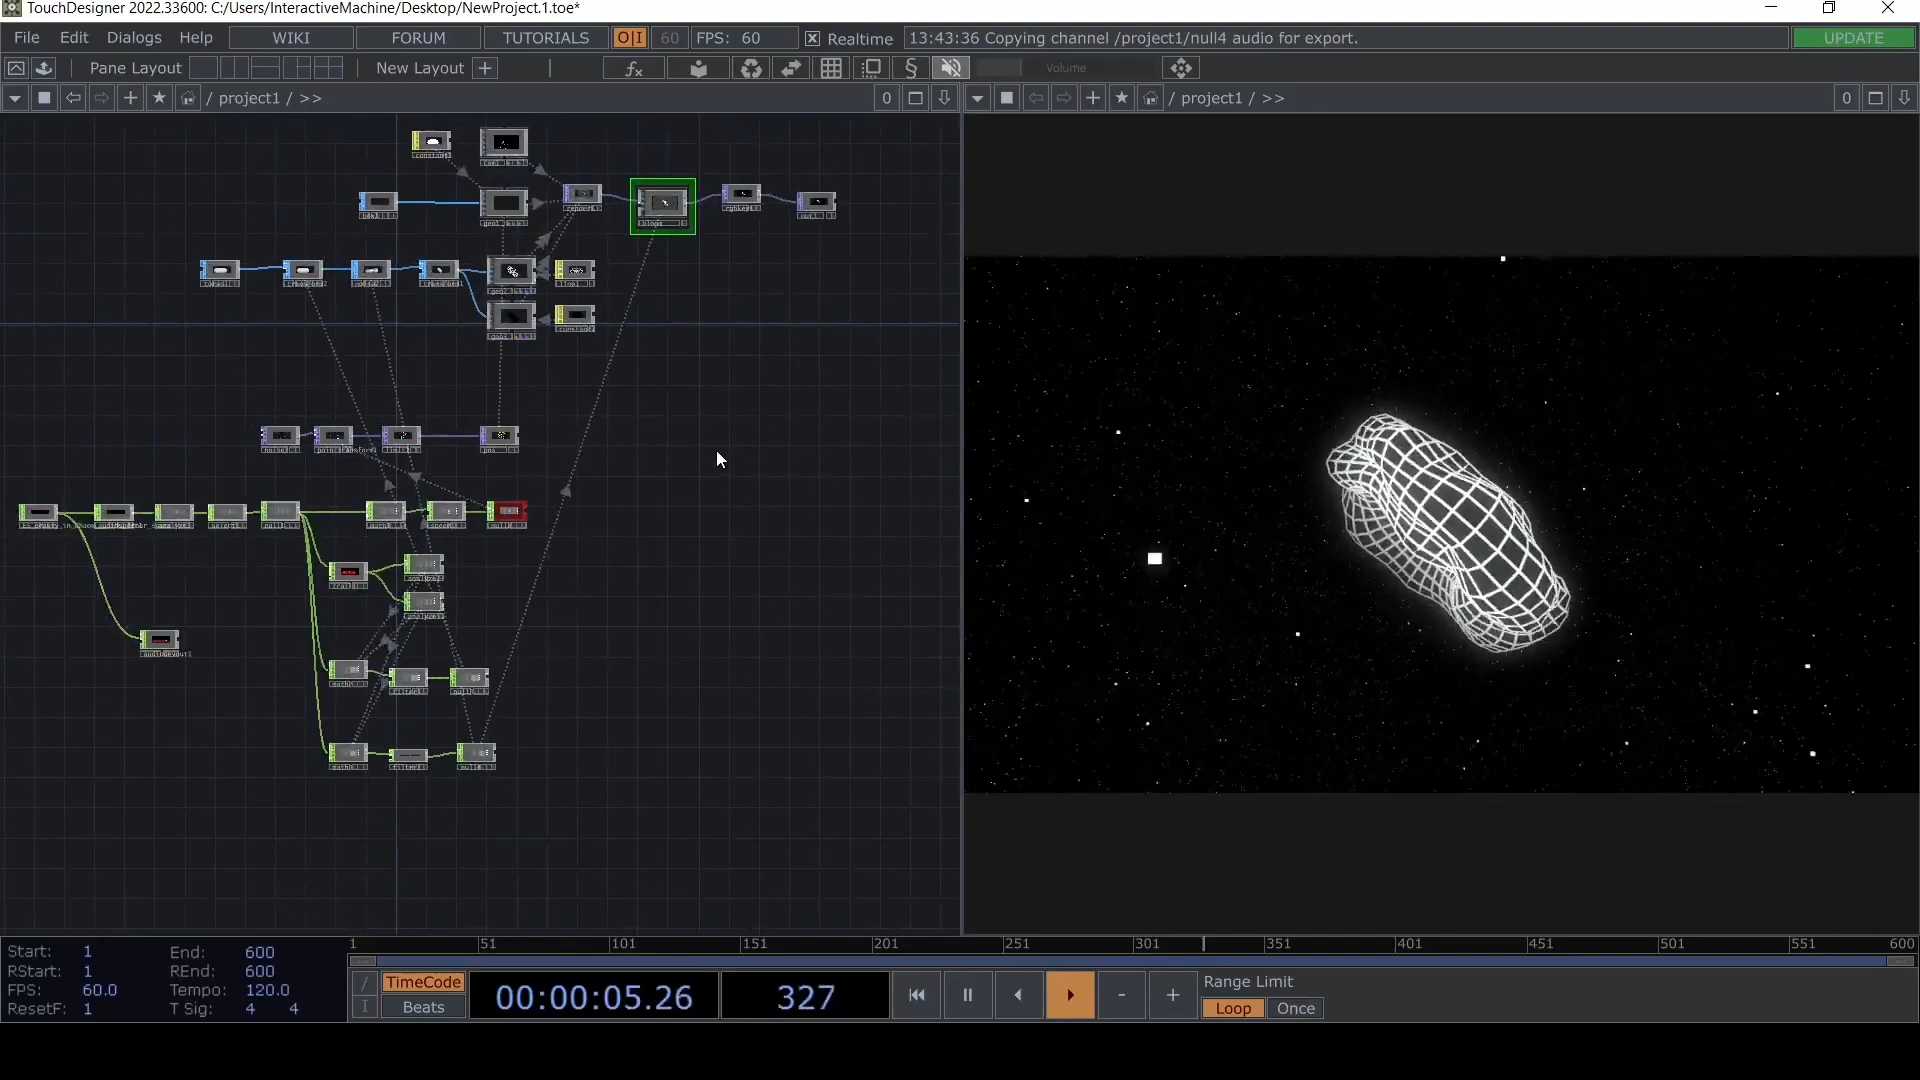 TouchDesigner 2022.33600: C:/Users/InteractiveMachine/Desktop/NewProject.1.toe*
File Edit Dialogs Help WIKI FORUM TUTORIALS O|I 60 FPS: 60 Realtime 13:43:36 Copying channel /project1/null4 audio for export. UPDATE
Pane Layout New Layout + Volume
/ project1 / >> 0
/ project1 / >> 0
1 51 101 151 201 251 301 351 401 451 501 551 600
Start: 1 End: 600
RStart: 1 REnd: 600
FPS: 60.0 Tempo: 120.0
ResetF: 1 T Sig: 4 4
TimeCode
Beats
00:00:05.26
327
Range Limit
Loop Once